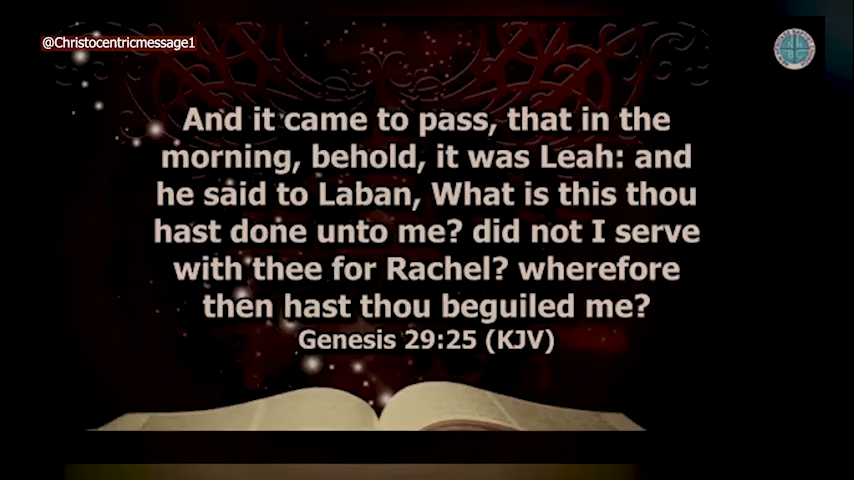 @Christocentricmessage1
And it came to pass, that in the
morning, behold, it was Leah: and
he said to Laban, What is this thou
hast done unto me? did not I serve
with thee for Rachel? wherefore
then hast thou beguiled me?
Genesis 29:25 (KJV)